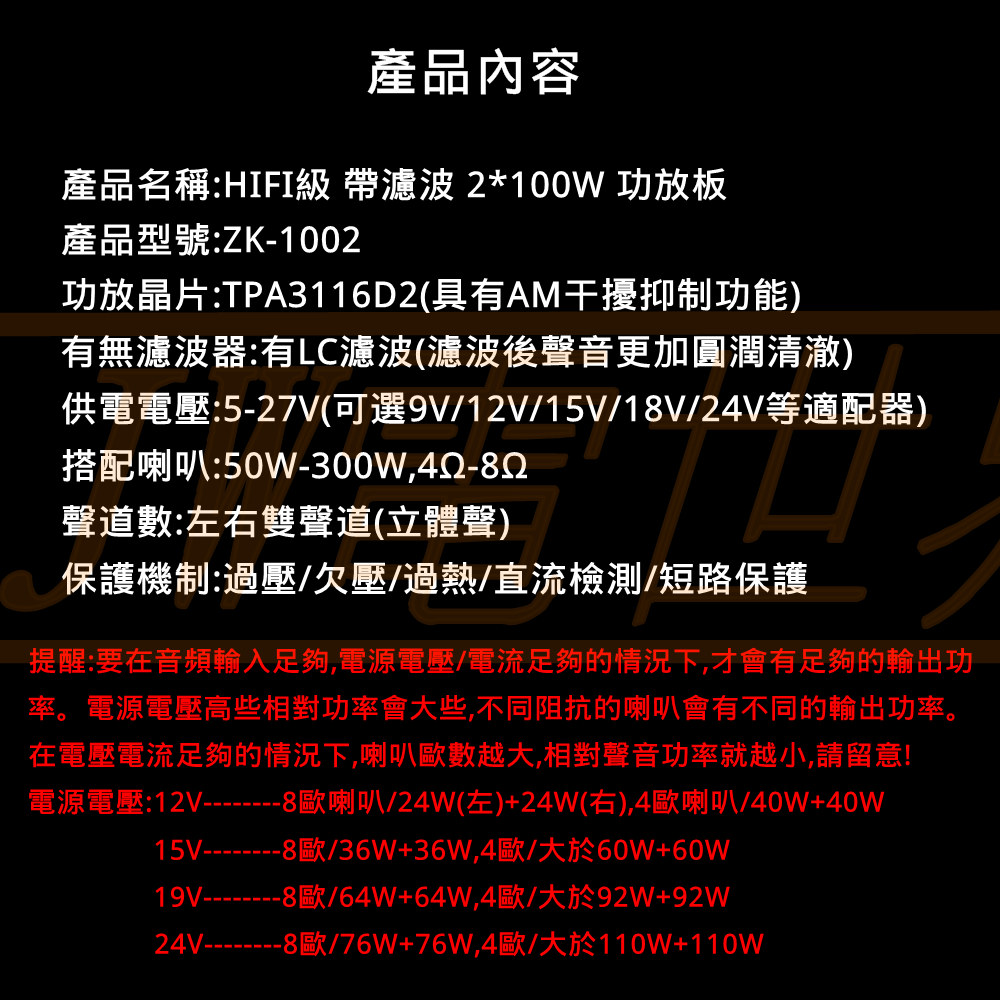 產品內容
產品名稱:HIFI級 帶濾波 2*100W 功放板
產品型號:ZK-1002
功放晶片:TPA3116D2(具有AM干擾抑制功能)
有無濾波器:有LC濾波(濾波後聲音更加圓潤清澈)
供電電壓:5-27V(可選9V/12V/15V/18V/24V等適配器)
搭配喇叭:50W-300W,4Ω-8Ω
聲道數:左右雙聲道(立體聲)
保護機制:過壓/欠壓/過熱/直流檢測/短路保護
JW電世界
提醒:要在音頻輸入足夠,電源電壓/電流足夠的情況下,才會有足夠的輸出功
率。電源電壓高些相對功率會大些,不同阻抗的喇叭會有不同的輸出功率。
在電壓電流足夠的情況下,喇叭歐數越大,相對聲音功率就越小,請留意!
電源電壓:12V--------8歐喇叭/24W(左)+24W(右),4歐喇叭/40W+40W
15V--------8歐/36W+36W,4歐/大於60W+60W
19V--------8歐/64W+64W,4歐/大於92W+92W
24V--------8歐/76W+76W,4歐/大於110W+110W